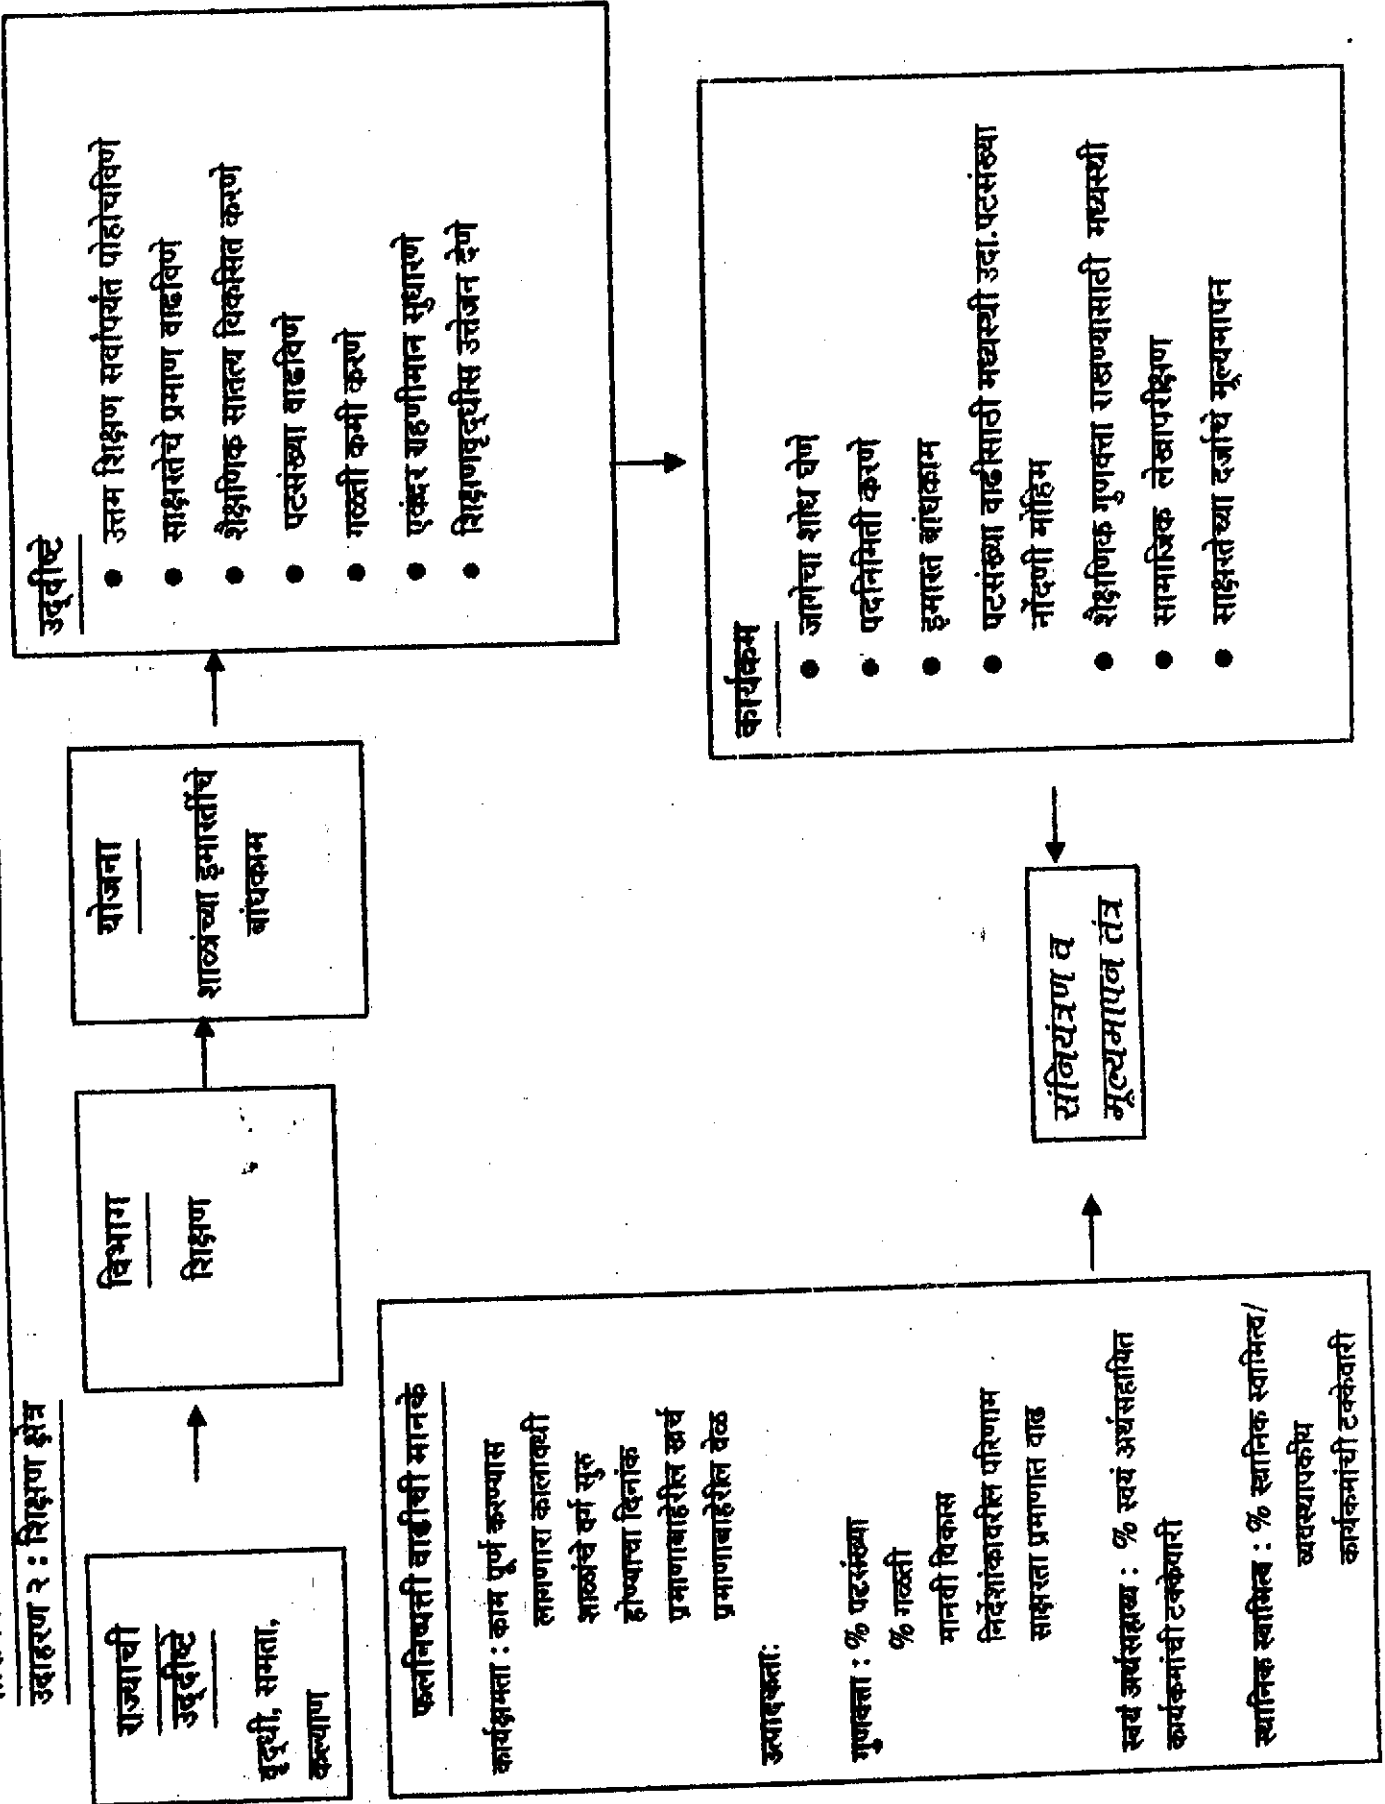 उदाहरण २ : शिक्षण क्षेत्र
राज्याची
उद्दीष्टे
वृद्धी, समता,
कल्याण
विभाग
शिक्षण
योजना
शाळांच्या इमारतींचे
बांधकाम
उद्दीष्टे
● उत्तम शिक्षण सर्वांपर्यंत पोहोचविणे
● साक्षरतेचे प्रमाण वाढविणे
● शैक्षणिक सातत्य विकसित करणे
● पटसंख्या वाढविणे
● गळती कमी करणे
● एकंदर राहणीमान सुधारणे
● शिक्षणवृद्धीस उत्तेजन देणे
कार्यक्रम
● जागेचा शोध घेणे
● पदनिर्मिती करणे
● इमारत बांधकाम
● पटसंख्या वाढीसाठी मध्यस्थी उदा.पटसंख्या
नोंदणी मोहिम
● शैक्षणिक गुणवत्ता राखण्यासाठी मध्यस्थी
● सामाजिक लेखापरीक्षण
● साक्षरतेच्या दर्जाचे मूल्यमापन
संनियंत्रण व
मूल्यमापन तंत्र
फलनिष्पत्ती वाढीची मानके
कार्यक्षमता : काम पूर्ण करण्यास
लागणारा कालावधी
शाळांचे वर्ग सुरु
होण्याचा दिनांक
प्रमाणाबाहेरील खर्च
प्रमाणाबाहेरील वेळ
उत्पादकता:
गुणवत्ता : % पटसंख्या
% गळती
मानवी विकास
निर्देशांकावरील परिणाम
साक्षरता प्रमाणात वाढ
स्वयं अर्थसहाय्य : % स्वयं अर्थसहायित
कार्यक्रमांची टक्केवारी
स्थानिक स्वामित्व : % स्थानिक स्वामित्व/
व्यवस्थापकीय
कार्यक्रमांची टक्केवारी